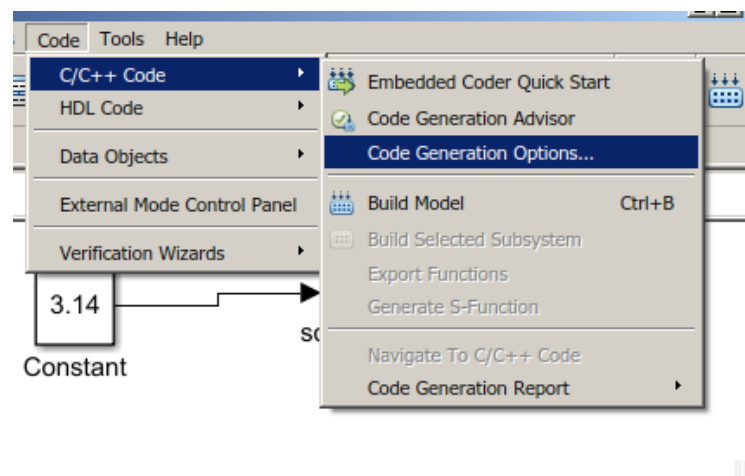 Code Tools Help
C/C++ Code
HDL Code
Data Objects
External Mode Control Panel
Verification Wizards
Embedded Coder Quick Start
Code Generation Advisor
Code Generation Options...
Build Model Ctrl+B
Build Selected Subsystem
Export Functions
Generate S-Function
Navigate To C/C++ Code
Code Generation Report
3.14
Constant